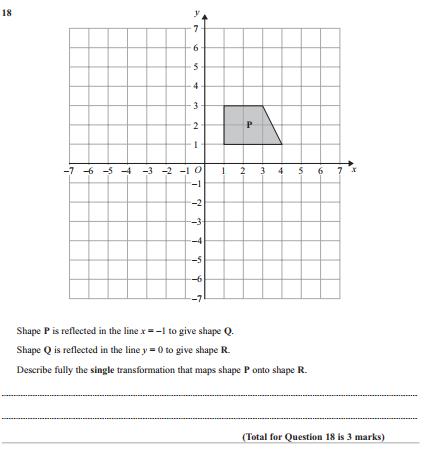 18
y
7
6
5
4
3
2
P
1
-7 -6 -5 -4 -3 -2 -1 O 1 2 3 4 5 6 7 x
-1
-2
-3
-4
-5
-6
-7
Shape P is reflected in the line x = –1 to give shape Q.
Shape Q is reflected in the line y = 0 to give shape R.
Describe fully the single transformation that maps shape P onto shape R.
(Total for Question 18 is 3 marks)